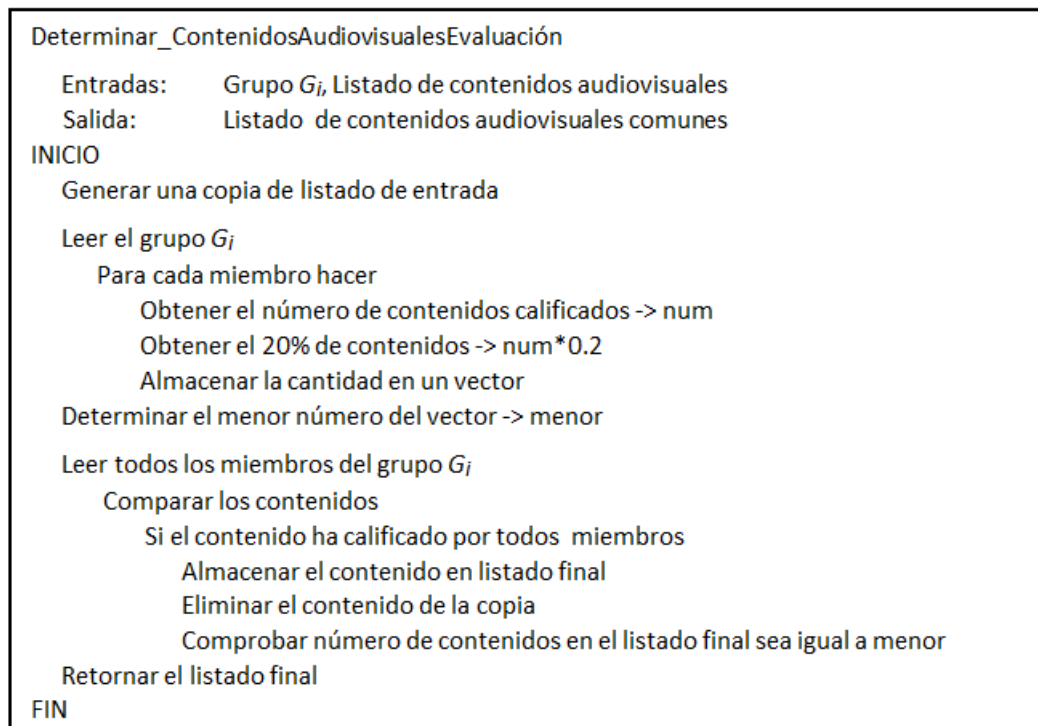 Determinar_ContenidosAudiovisualesEvaluación
Entradas: Grupo Gi, Listado de contenidos audiovisuales
Salida: Listado de contenidos audiovisuales comunes
INICIO
Generar una copia de listado de entrada
Leer el grupo Gi
Para cada miembro hacer
Obtener el número de contenidos calificados -> num
Obtener el 20% de contenidos -> num*0.2
Almacenar la cantidad en un vector
Determinar el menor número del vector -> menor
Leer todos los miembros del grupo Gi
Comparar los contenidos
Si el contenido ha calificado por todos miembros
Almacenar el contenido en listado final
Eliminar el contenido de la copia
Comprobar número de contenidos en el listado final sea igual a menor
Retornar el listado final
FIN